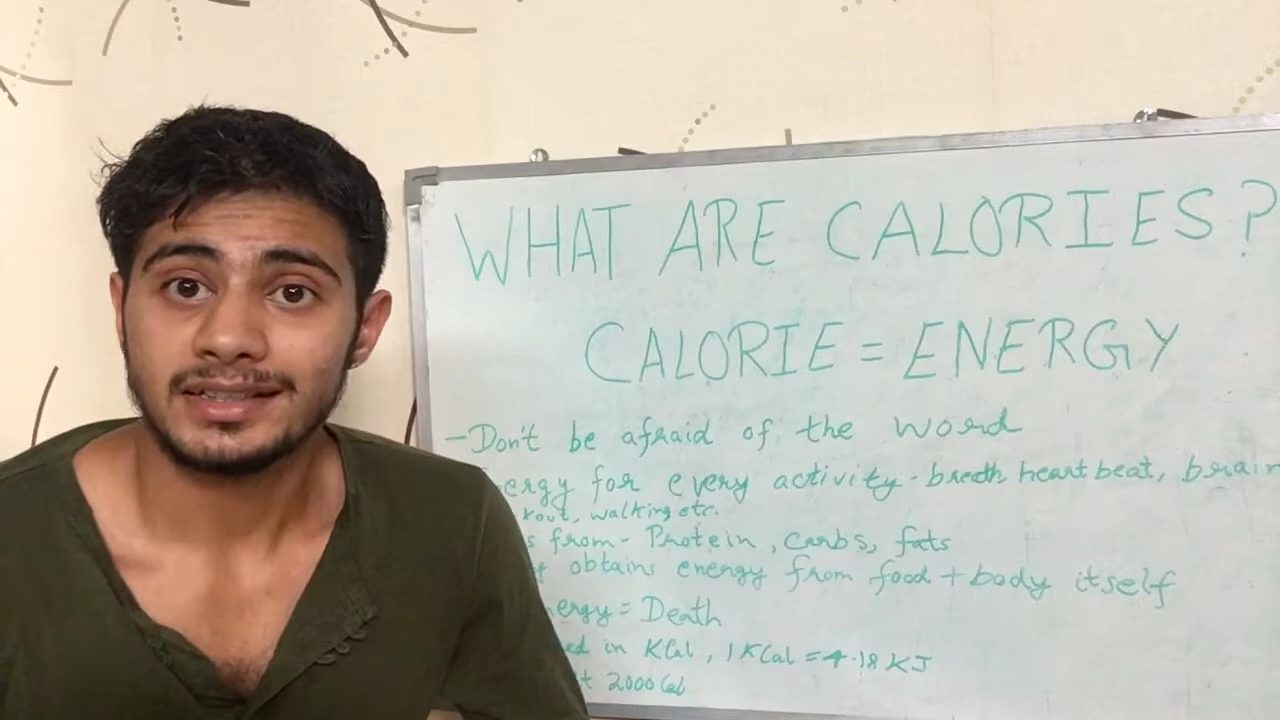 WHAT ARE CALORIES?
CALORIE = ENERGY
- Don't be afraid of the word
ergy for every activity - breath, heart beat, brain
kout, walking etc.
s from - Protein, carbs, fats
obtains energy from food + body itself
nergy = Death
ed in KCal, 1 KCal = 4.18 KJ
t 2000 Cal